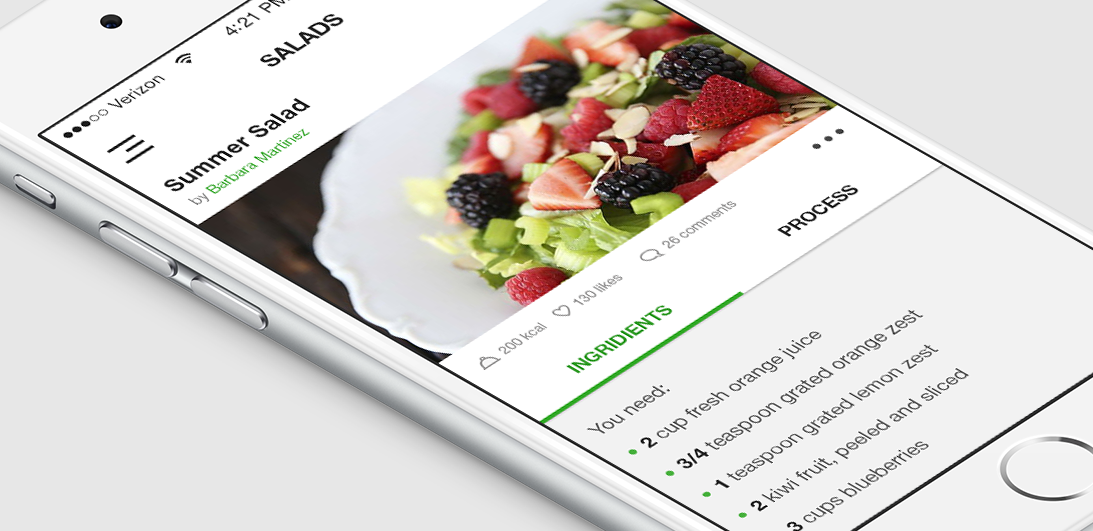 Verizon 4:21 PM
SALADS
Summer Salad
by Barbara Martinez
200 kcal 130 likes 26 comments
INGRIDIENTS PROCESS
You need:
2 cup fresh orange juice
3/4 teaspoon grated orange zest
1 teaspoon grated lemon zest
2 kiwi fruit, peeled and sliced
3 cups blueberries